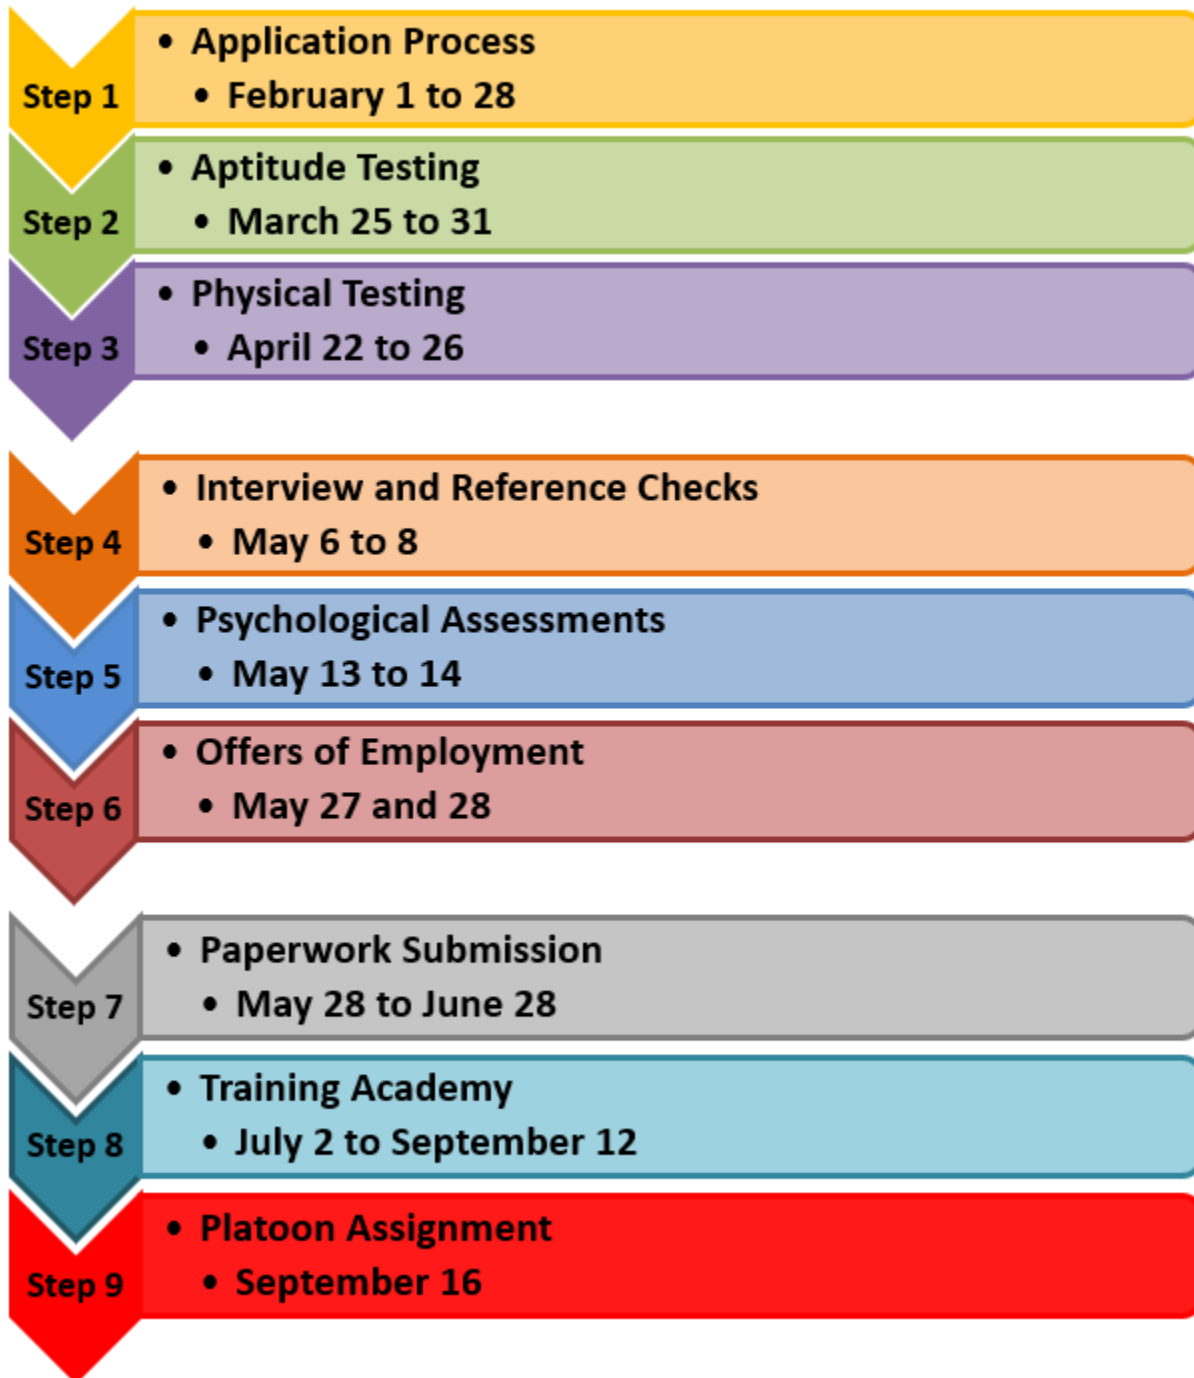 Step 1
• Application Process
• February 1 to 28
Step 2
• Aptitude Testing
• March 25 to 31
Step 3
• Physical Testing
• April 22 to 26
Step 4
• Interview and Reference Checks
• May 6 to 8
Step 5
• Psychological Assessments
• May 13 to 14
Step 6
• Offers of Employment
• May 27 and 28
Step 7
• Paperwork Submission
• May 28 to June 28
Step 8
• Training Academy
• July 2 to September 12
Step 9
• Platoon Assignment
• September 16